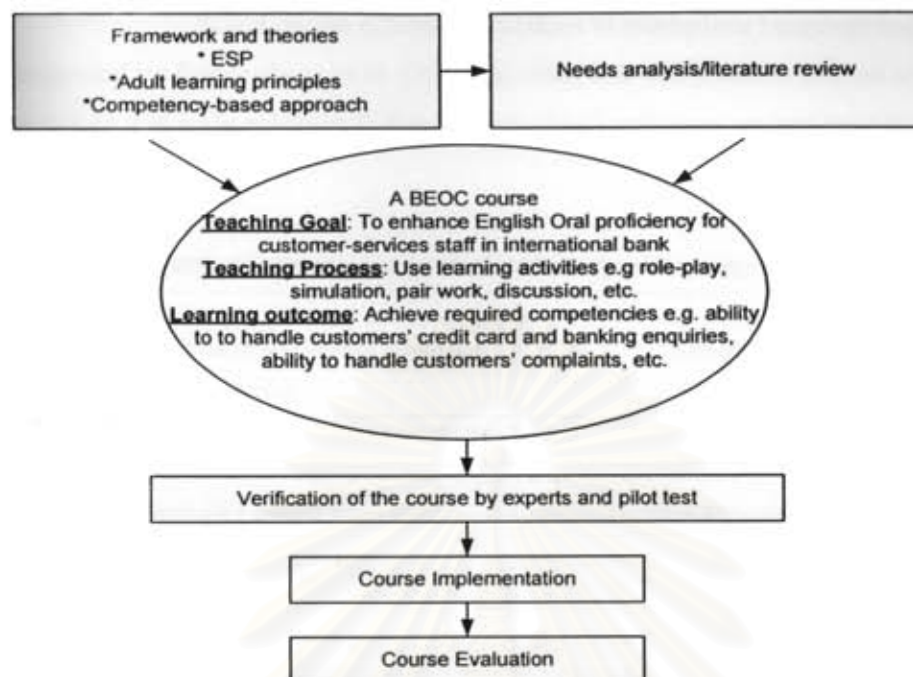 Framework and theories
* ESP
*Adult learning principles
*Competency-based approach
Needs analysis/literature review
A BEOC course
Teaching Goal: To enhance English Oral proficiency for
customer-services staff in international bank
Teaching Process: Use learning activities e.g role-play,
simulation, pair work, discussion, etc.
Learning outcome: Achieve required competencies e.g. ability
to to handle customers' credit card and banking enquiries,
ability to handle customers' complaints, etc.
Verification of the course by experts and pilot test
Course Implementation
Course Evaluation